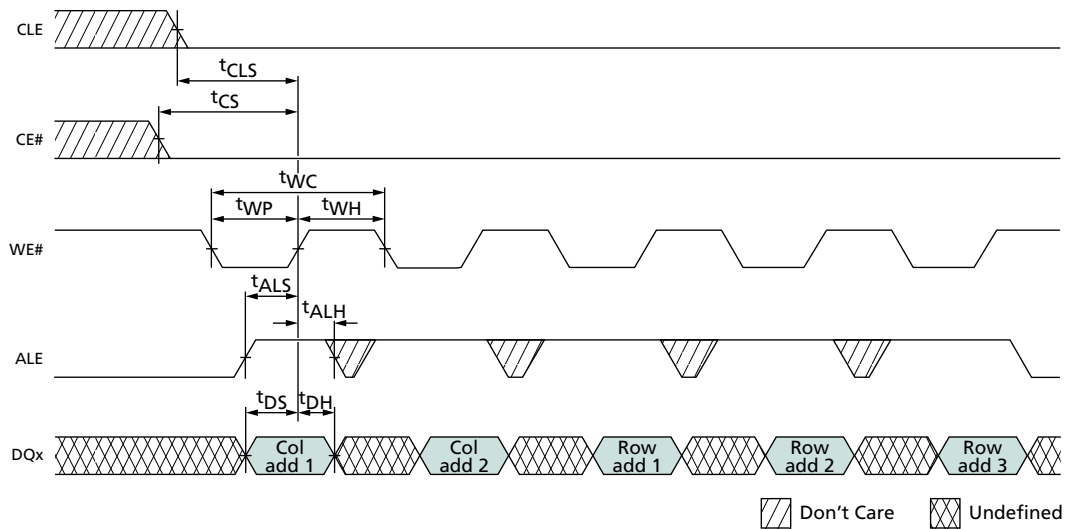 CLE
tCLS
tCS
CE#
tWC
tWP
tWH
WE#
tALS
tALH
ALE
tDS
tDH
DQx
Col
add 1
Col
add 2
Row
add 1
Row
add 2
Row
add 3
Don't Care
Undefined